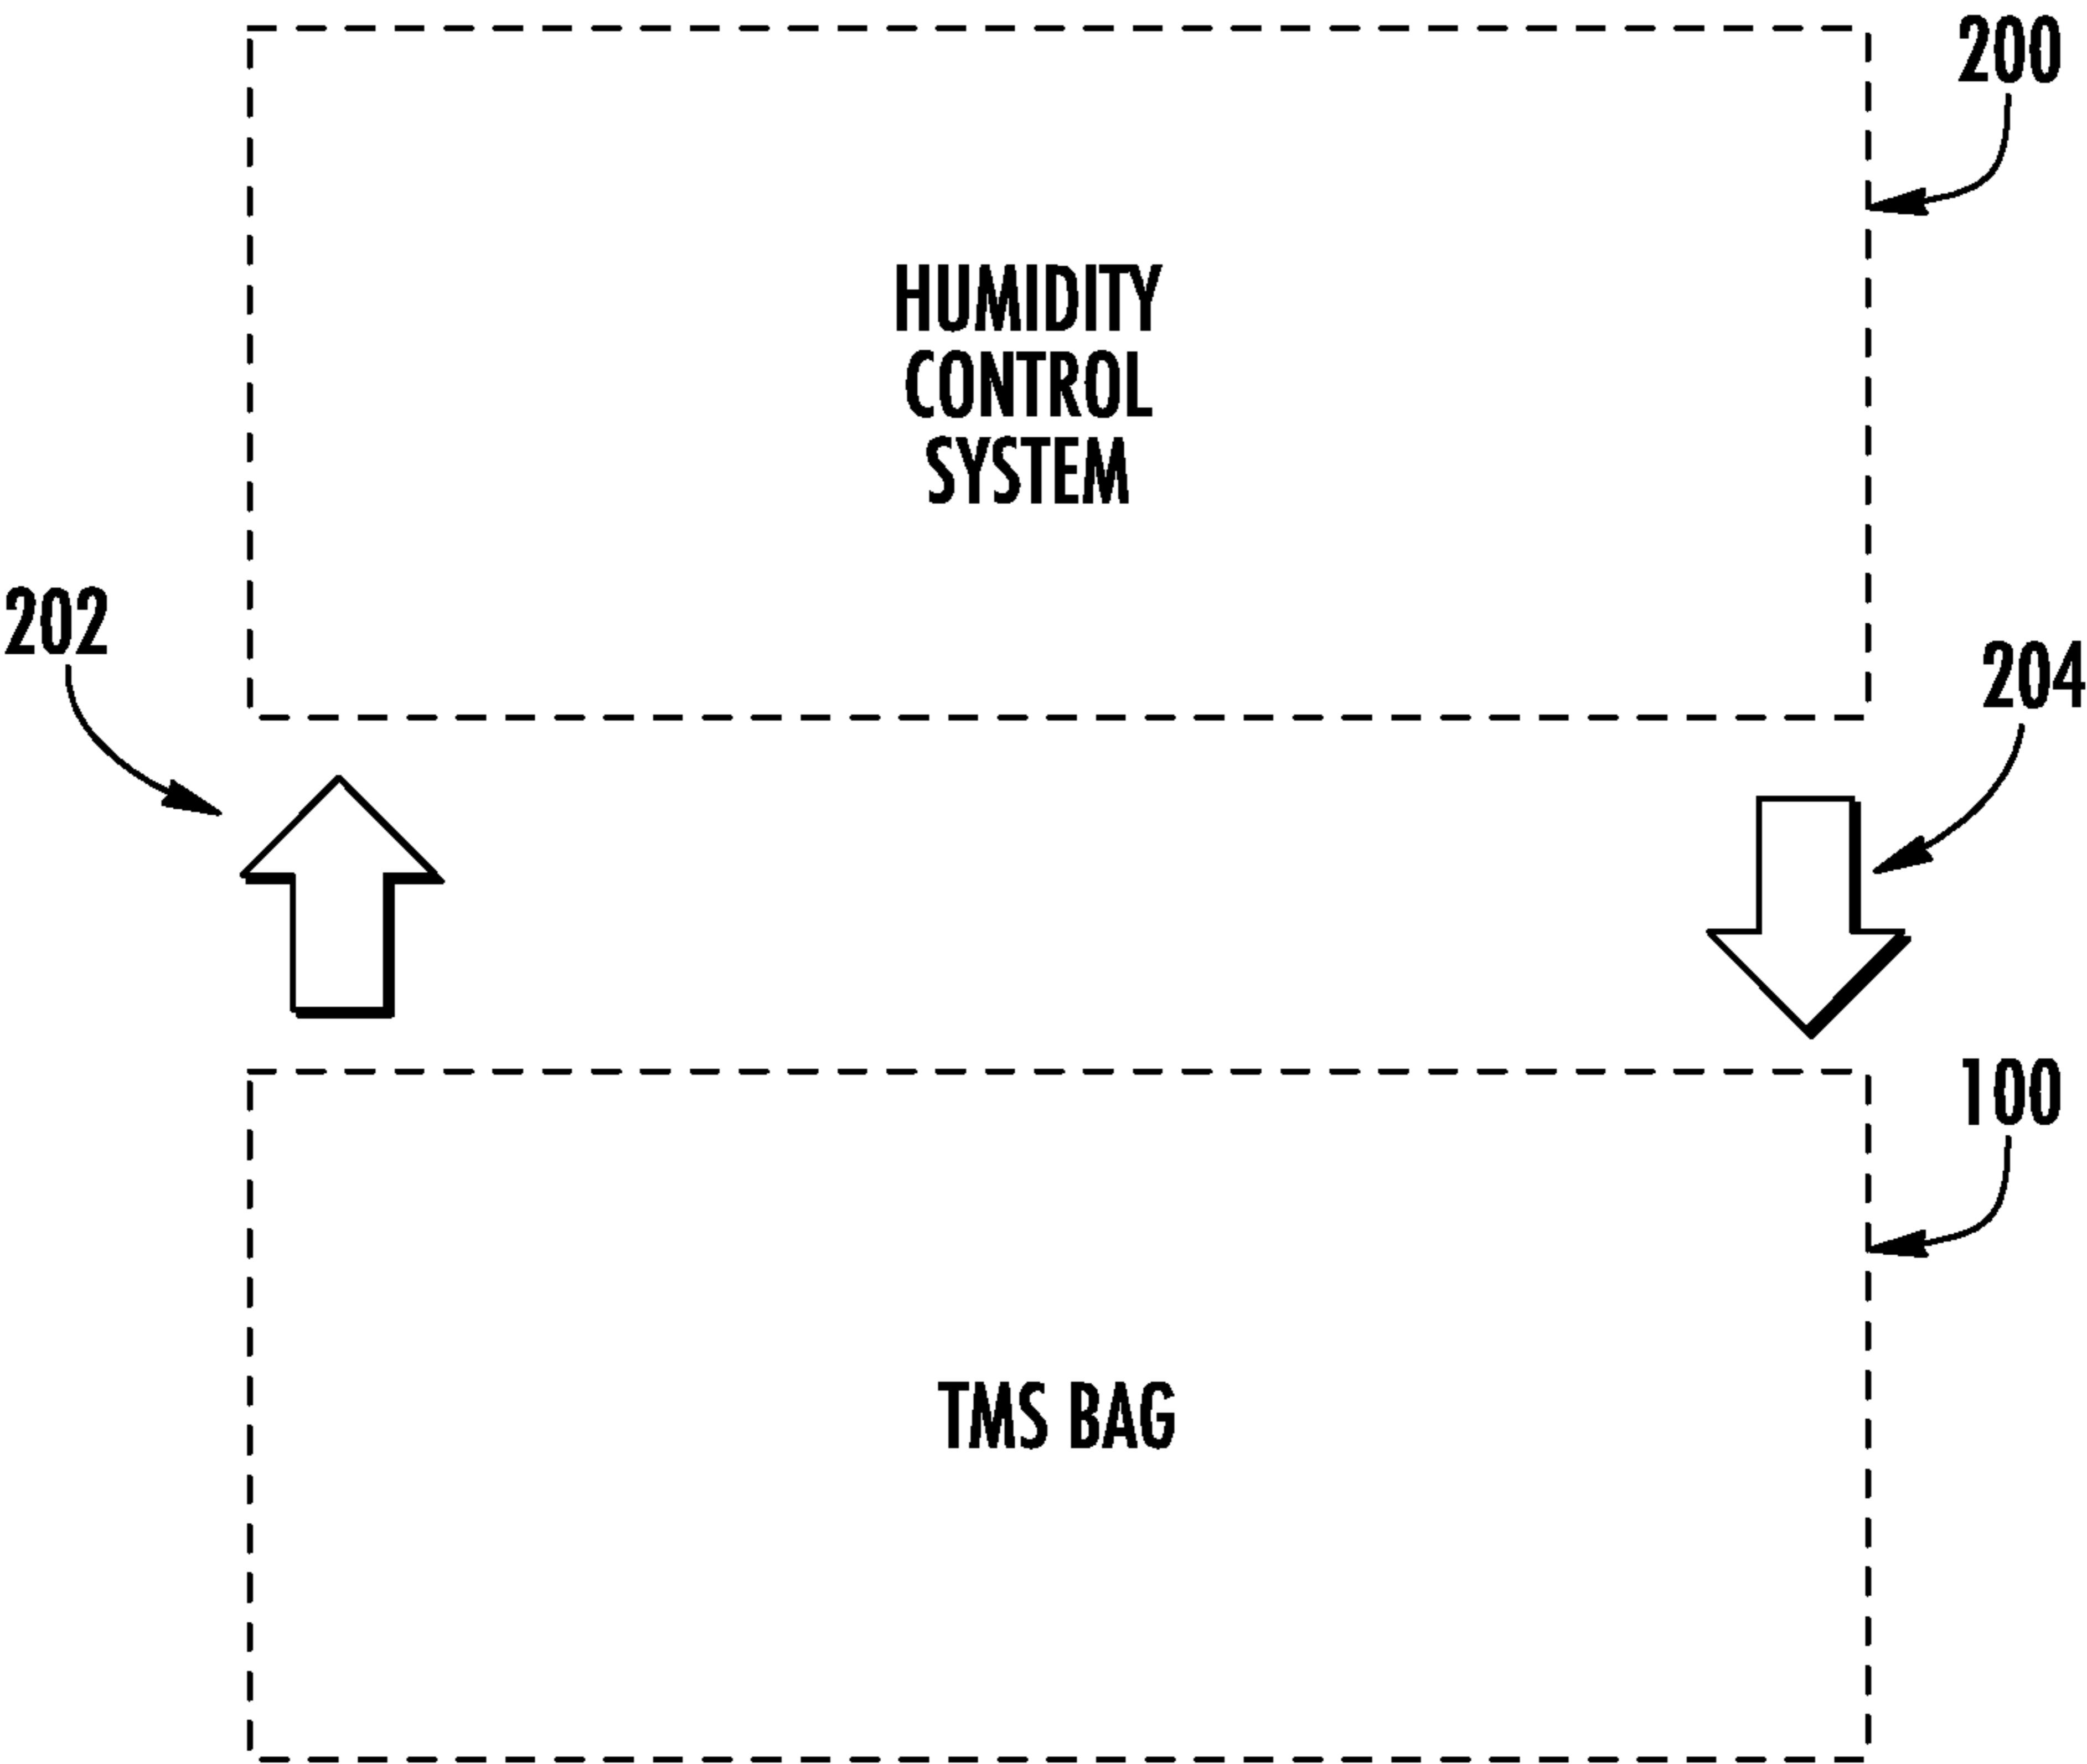 200
HUMIDITY
CONTROL
SYSTEM
202
204
100
TMS BAG